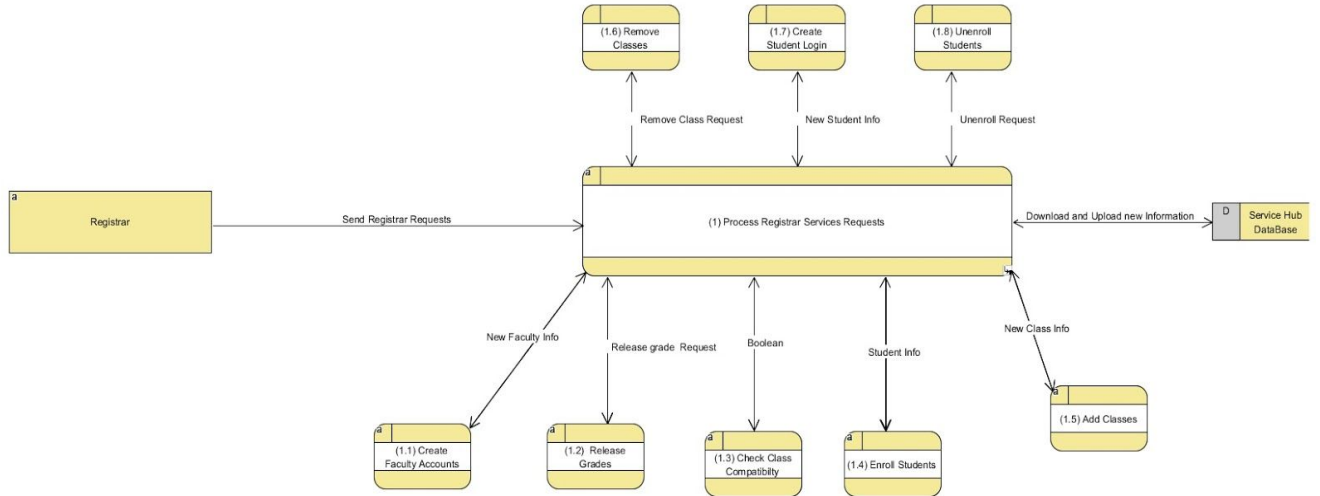 (1.6) Remove
Classes
(1.7) Create
Student Login
(1.8) Unenroll
Students
Remove Class Request
New Student Info
Unenroll Request
a
a
Registrar
Send Registrar Requests
(1) Process Registrar Services Requests
Download and Upload new Information
D
Service Hub
DataBase
New Faculty Info
Release grade Request
Boolean
Student Info
New Class Info
a
(1.5) Add Classes
a
(1.1) Create
Faculty Accounts
a
(1.2) Release
Grades
a
(1.3) Check Class
Compatibilty
a
(1.4) Enroll Students